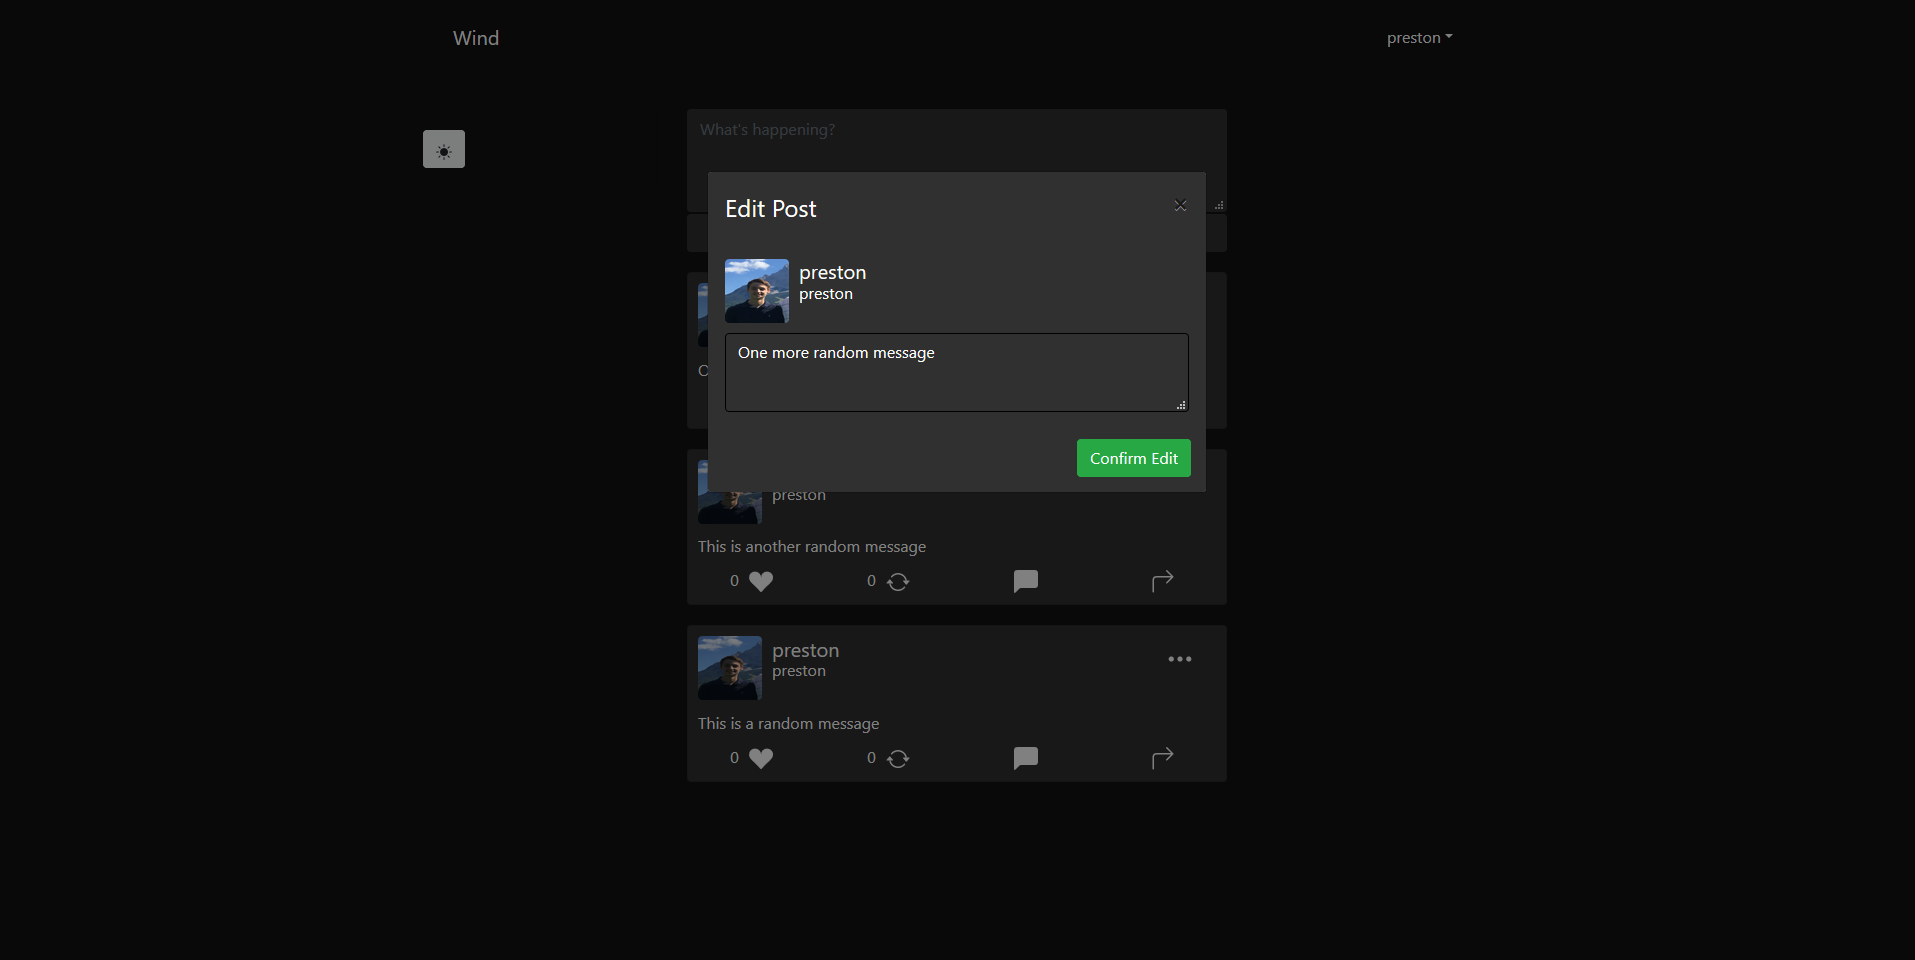 Wind
preston
What's happening?
Edit Post
preston
preston
One more random message
Confirm Edit
preston
This is another random message
0
0
preston
preston
This is a random message
0
0